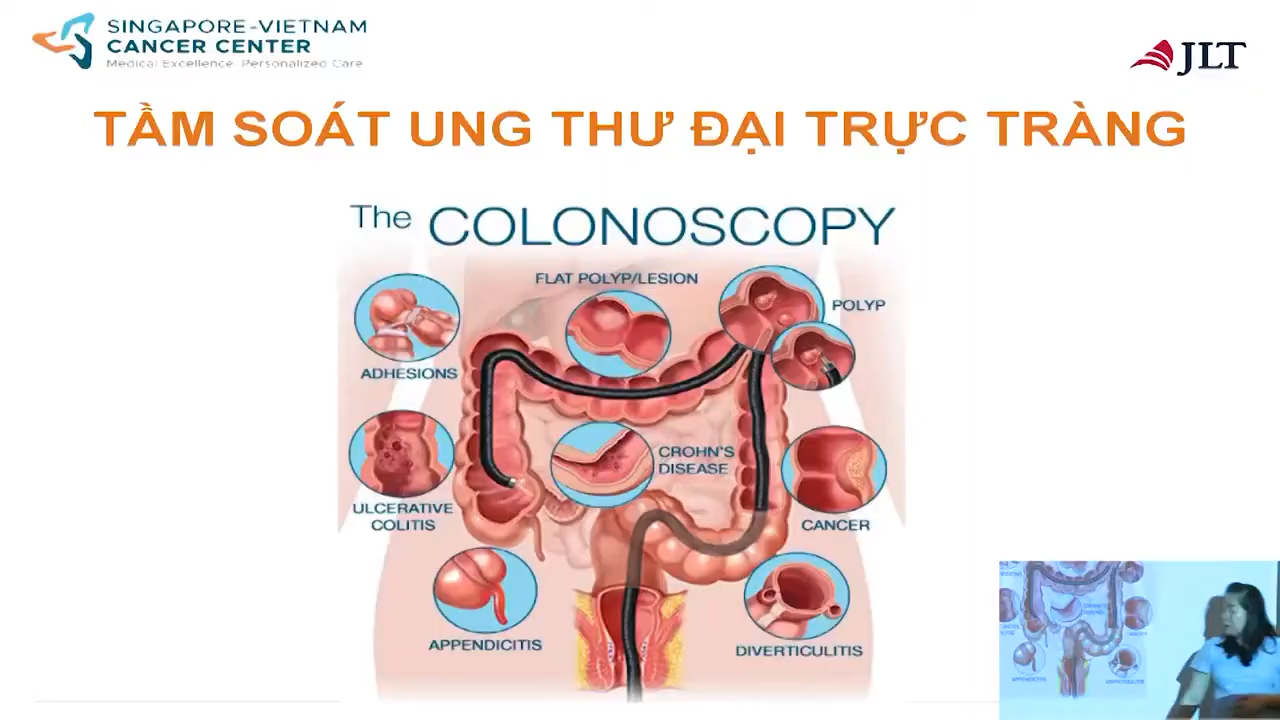 SINGAPORE-VIETNAM
CANCER CENTER
Medical Excellence. Personalized Care
JLT
TẦM SOÁT UNG THƯ ĐẠI TRỰC TRÀNG
The COLONOSCOPY
FLAT POLYP/LESION
POLYP
ADHESIONS
CROHN'S
DISEASE
ULCERATIVE
COLITIS
CANCER
APPENDICITIS
DIVERTICULITIS